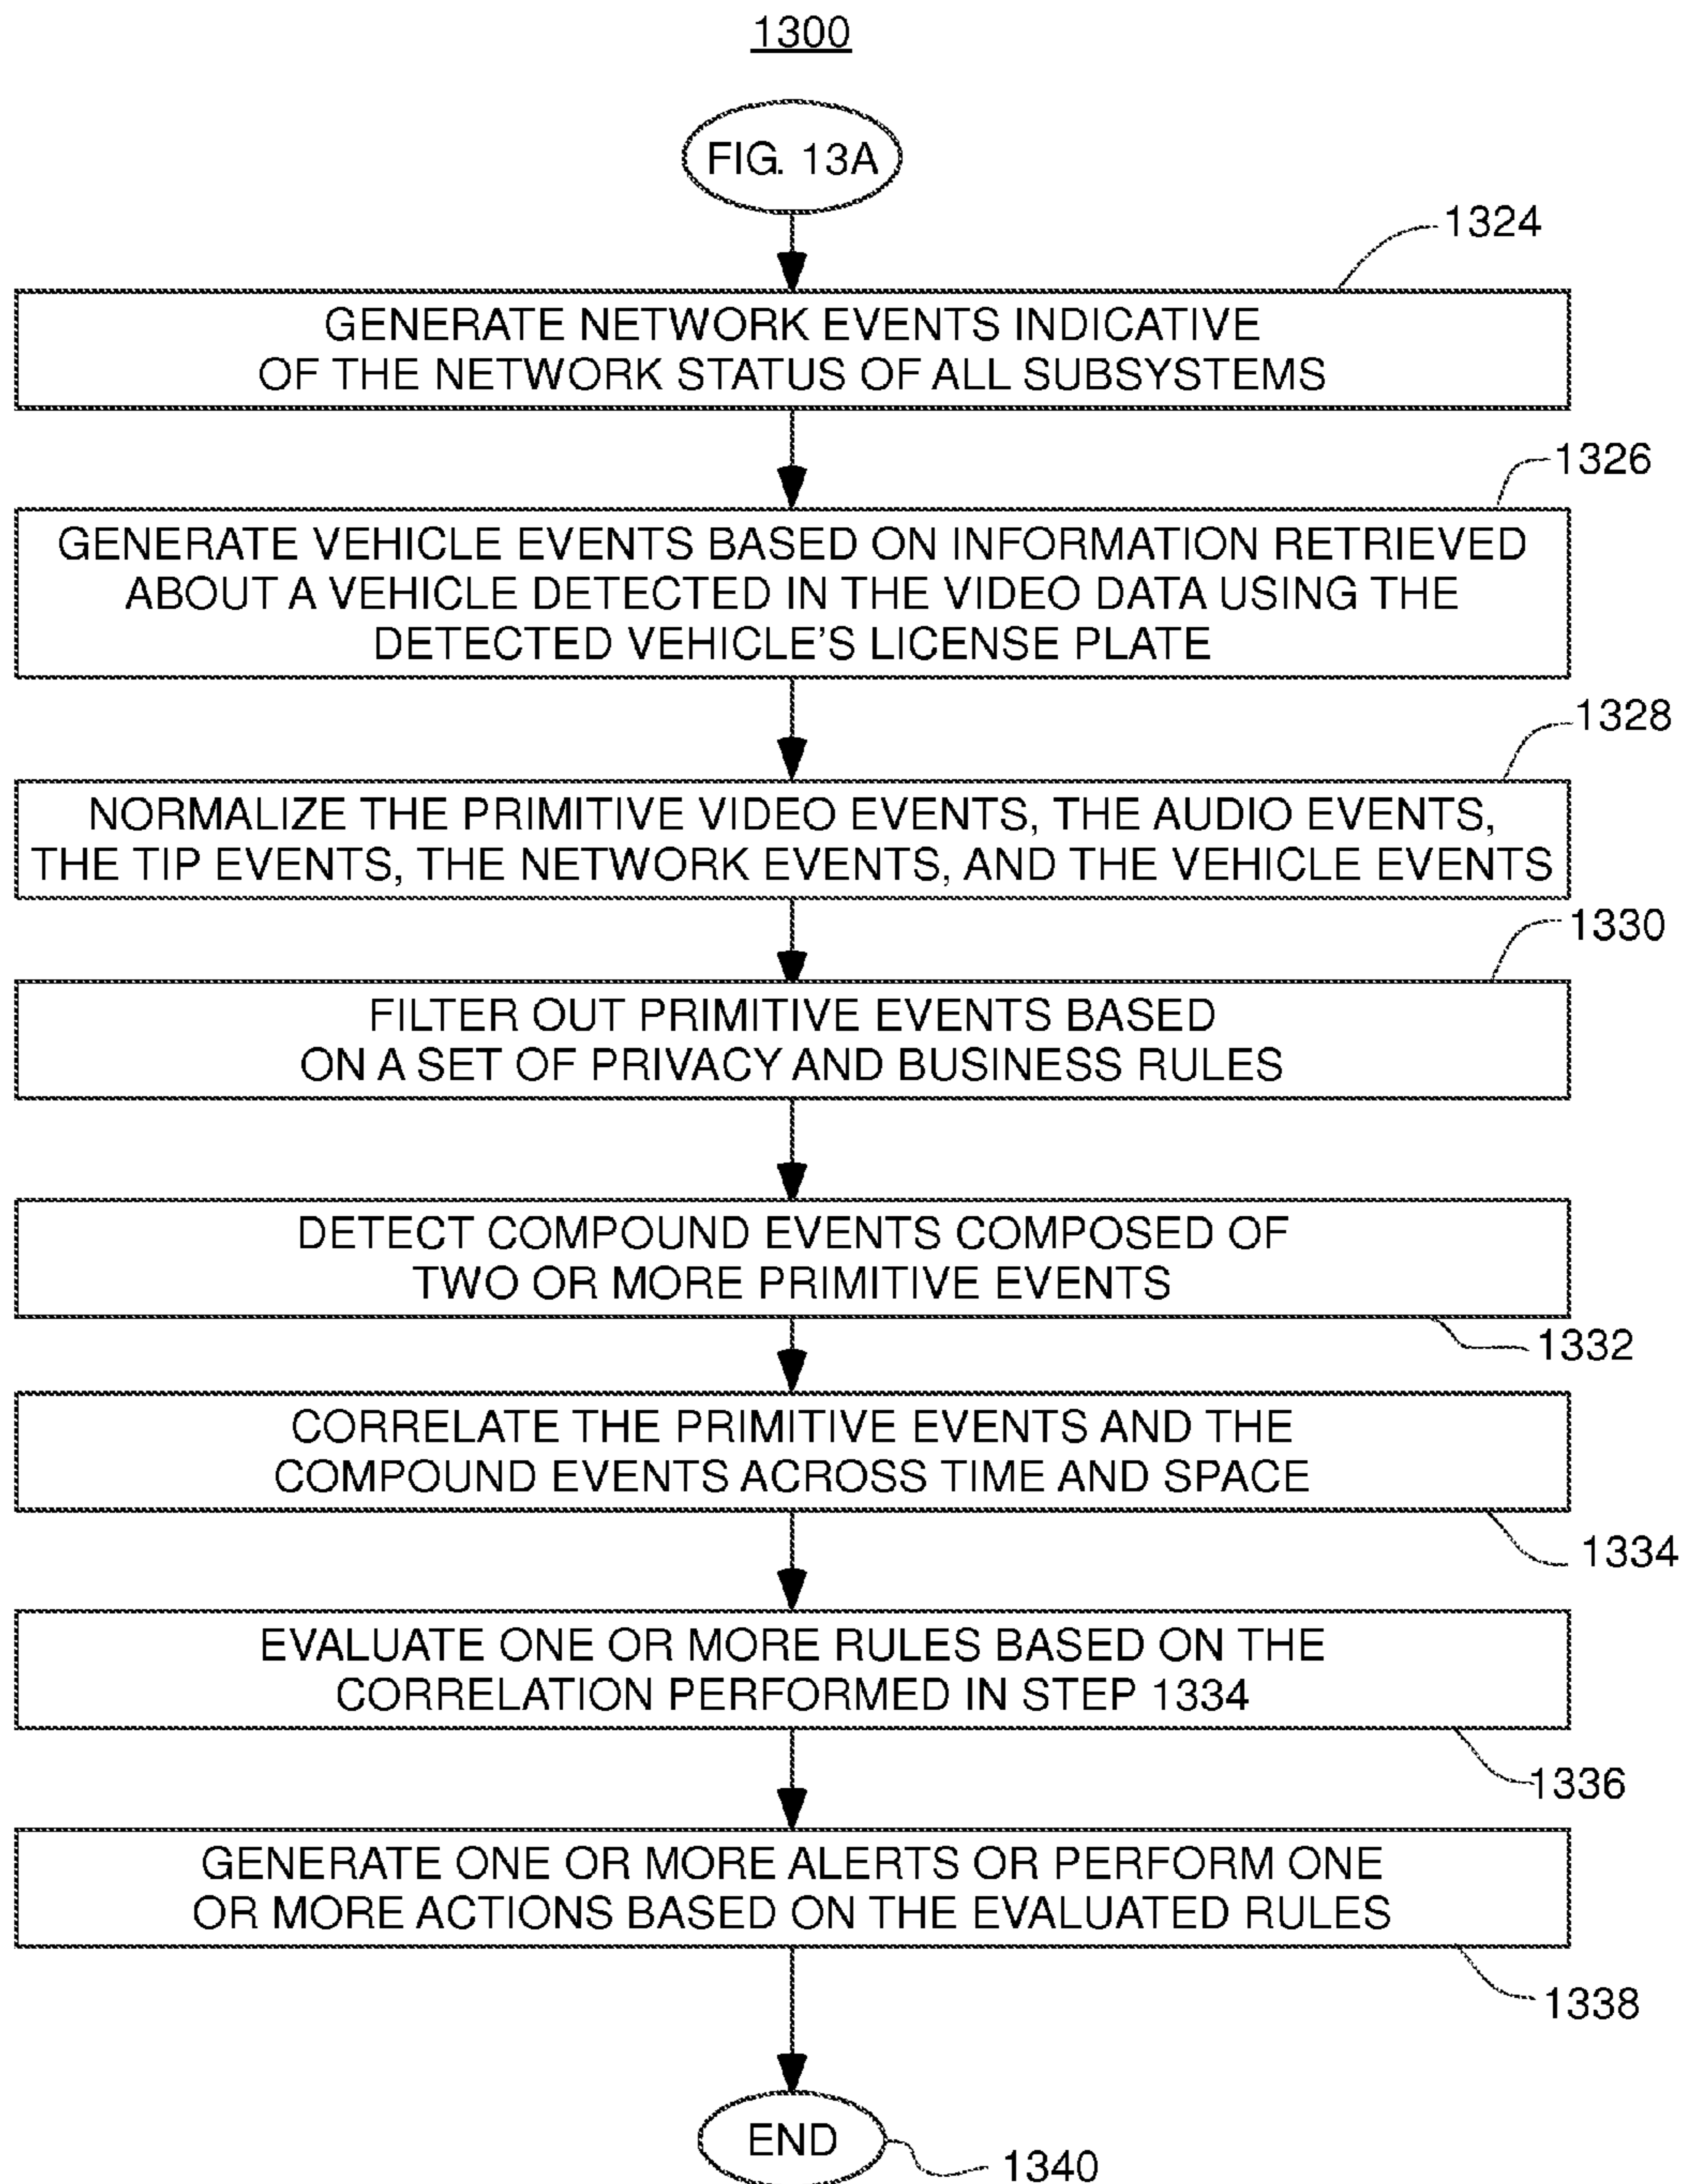 1300
FIG. 13A
1324
GENERATE NETWORK EVENTS INDICATIVE
OF THE NETWORK STATUS OF ALL SUBSYSTEMS
1326
GENERATE VEHICLE EVENTS BASED ON INFORMATION RETRIEVED
ABOUT A VEHICLE DETECTED IN THE VIDEO DATA USING THE
DETECTED VEHICLE'S LICENSE PLATE
1328
NORMALIZE THE PRIMITIVE VIDEO EVENTS, THE AUDIO EVENTS,
THE TIP EVENTS, THE NETWORK EVENTS, AND THE VEHICLE EVENTS
1330
FILTER OUT PRIMITIVE EVENTS BASED
ON A SET OF PRIVACY AND BUSINESS RULES
DETECT COMPOUND EVENTS COMPOSED OF
TWO OR MORE PRIMITIVE EVENTS
1332
CORRELATE THE PRIMITIVE EVENTS AND THE
COMPOUND EVENTS ACROSS TIME AND SPACE
1334
EVALUATE ONE OR MORE RULES BASED ON THE
CORRELATION PERFORMED IN STEP 1334
1336
GENERATE ONE OR MORE ALERTS OR PERFORM ONE
OR MORE ACTIONS BASED ON THE EVALUATED RULES
1338
END
1340